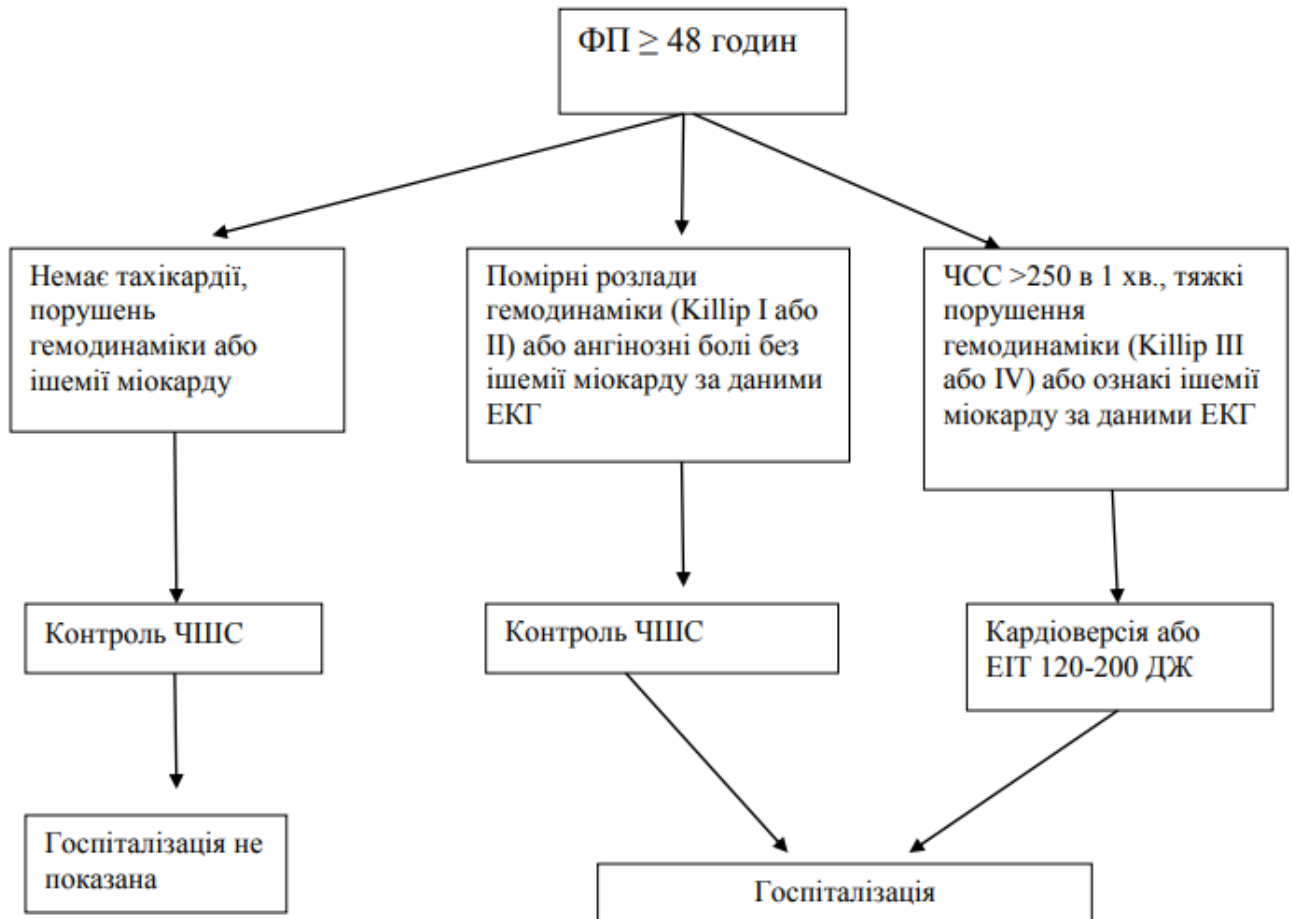 ФП ≥ 48 годин
Немає тахікардії,
порушень
гемодинаміки або
ішемії міокарду
Помірні розлади
гемодинаміки (Killip I або
II) або ангінозні болі без
ішемії міокарду за даними
ЕКГ
ЧСС >250 в 1 хв., тяжкі
порушення
гемодинаміки (Killip III
або IV) або ознакі ішемії
міокарду за даними ЕКГ
Контроль ЧШС
Контроль ЧШС
Кардіоверсія або
ЕІТ 120-200 ДЖ
Госпіталізація не
показана
Госпіталізація